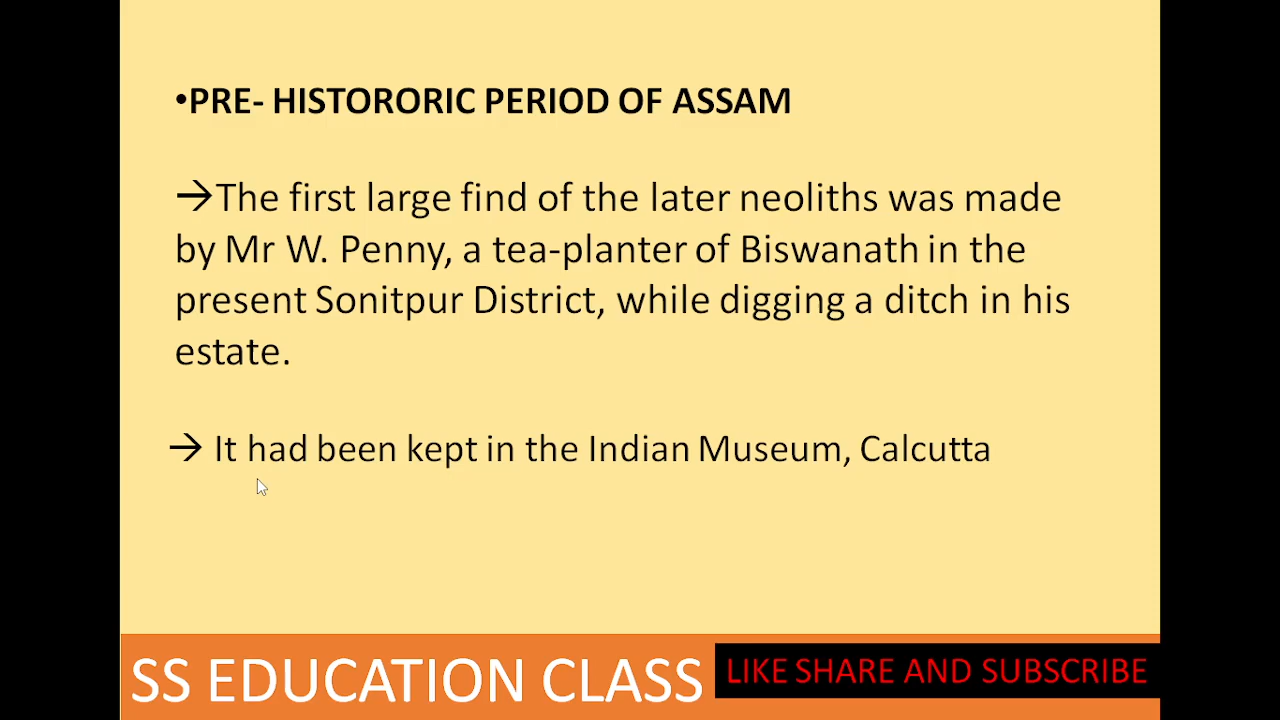 •PRE- HISTORORIC PERIOD OF ASSAM
→The first large find of the later neoliths was made
by Mr W. Penny, a tea-planter of Biswanath in the
present Sonitpur District, while digging a ditch in his
estate.
→ It had been kept in the Indian Museum, Calcutta
SS EDUCATION CLASS
LIKE SHARE AND SUBSCRIBE